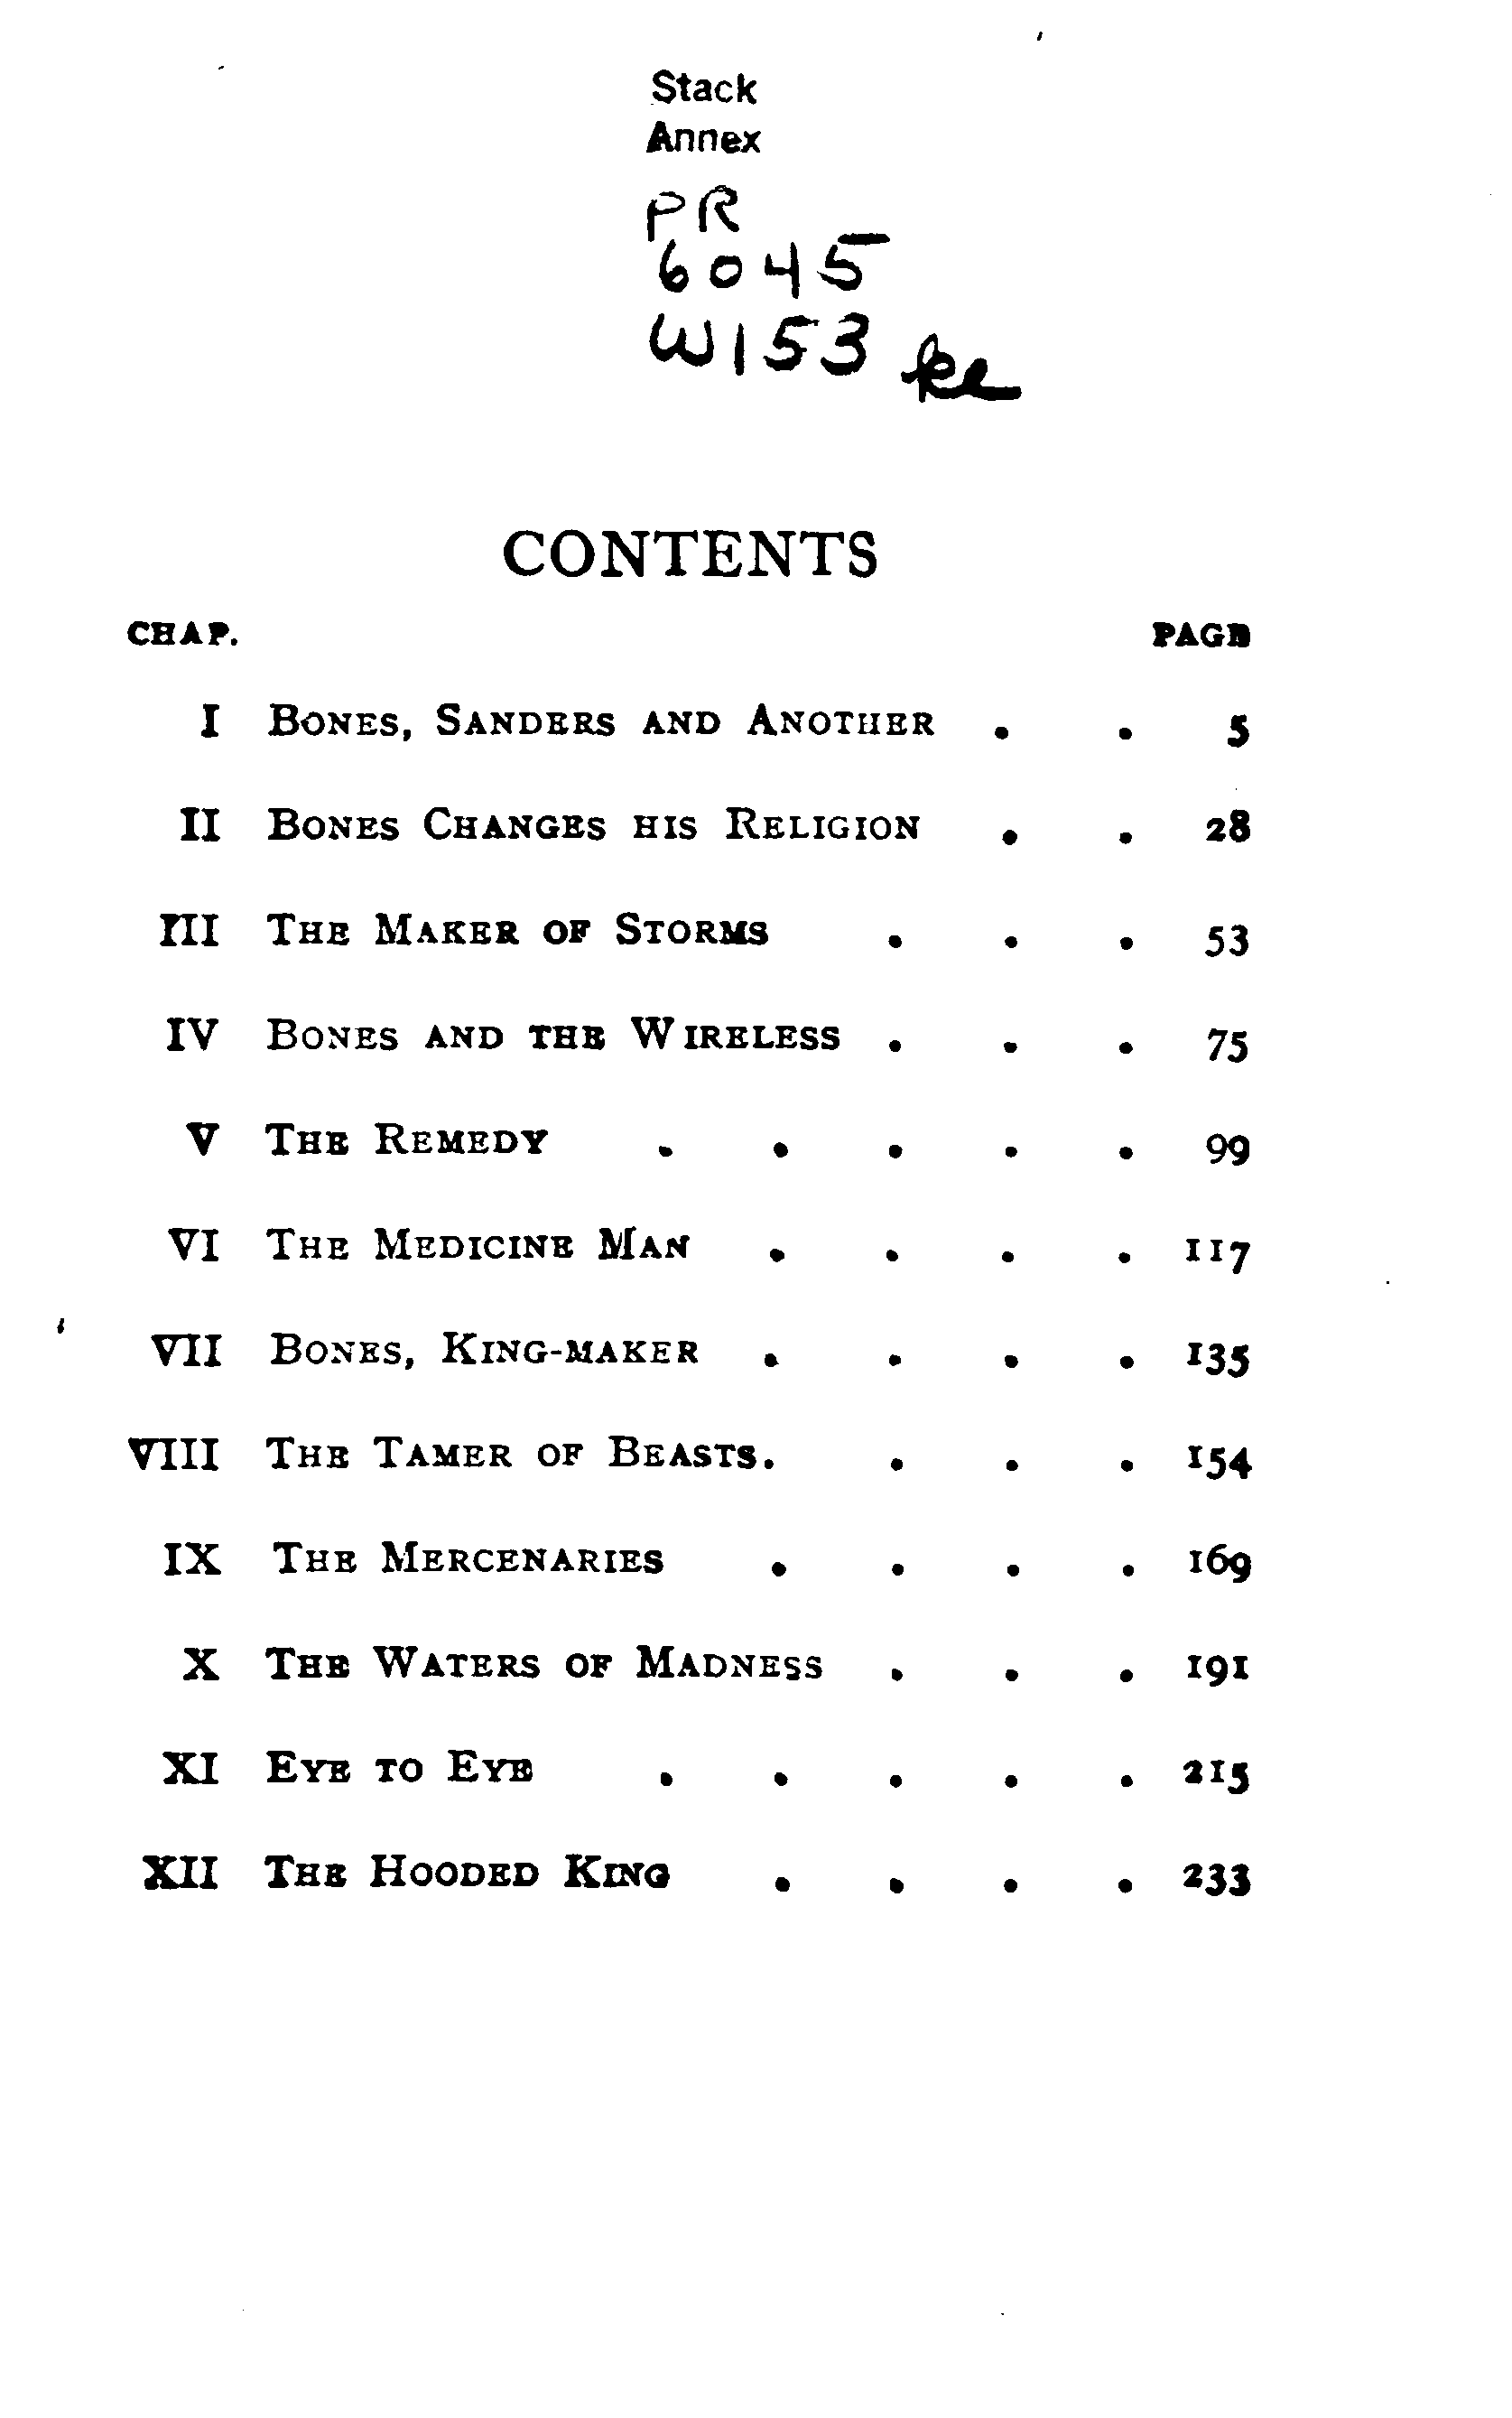 Stack
Annex
PR
6045
W153 ke
CONTENTS
CHAP. PAGE
I BONES, SANDERS AND ANOTHER . . 5
II BONES CHANGES HIS RELIGION . . 28
III THE MAKER OF STORMS . . . 53
IV BONES AND THE WIRELESS . . . 75
V THE REMEDY . . . . . 99
VI THE MEDICINE MAN . . . . 117
VII BONES, KING-MAKER . . . . 135
VIII THE TAMER OF BEASTS. . . . 154
IX THE MERCENARIES . . . . 169
X THE WATERS OF MADNESS . . . 191
XI EYE TO EYE . . . . . 215
XII THE HOODED KING . . . . 233